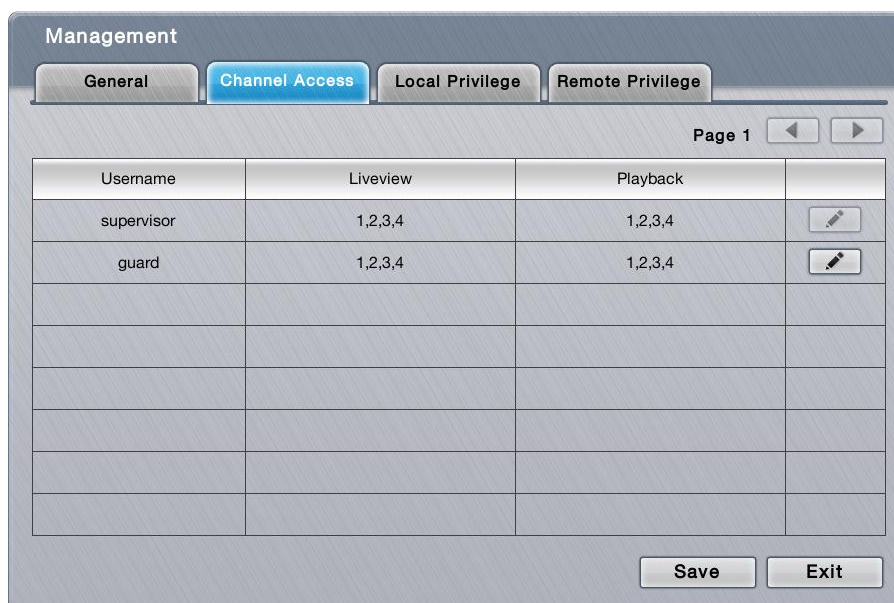 Management
General Channel Access Local Privilege Remote Privilege
Page 1
Username Liveview Playback
supervisor 1,2,3,4 1,2,3,4
guard 1,2,3,4 1,2,3,4
Save Exit